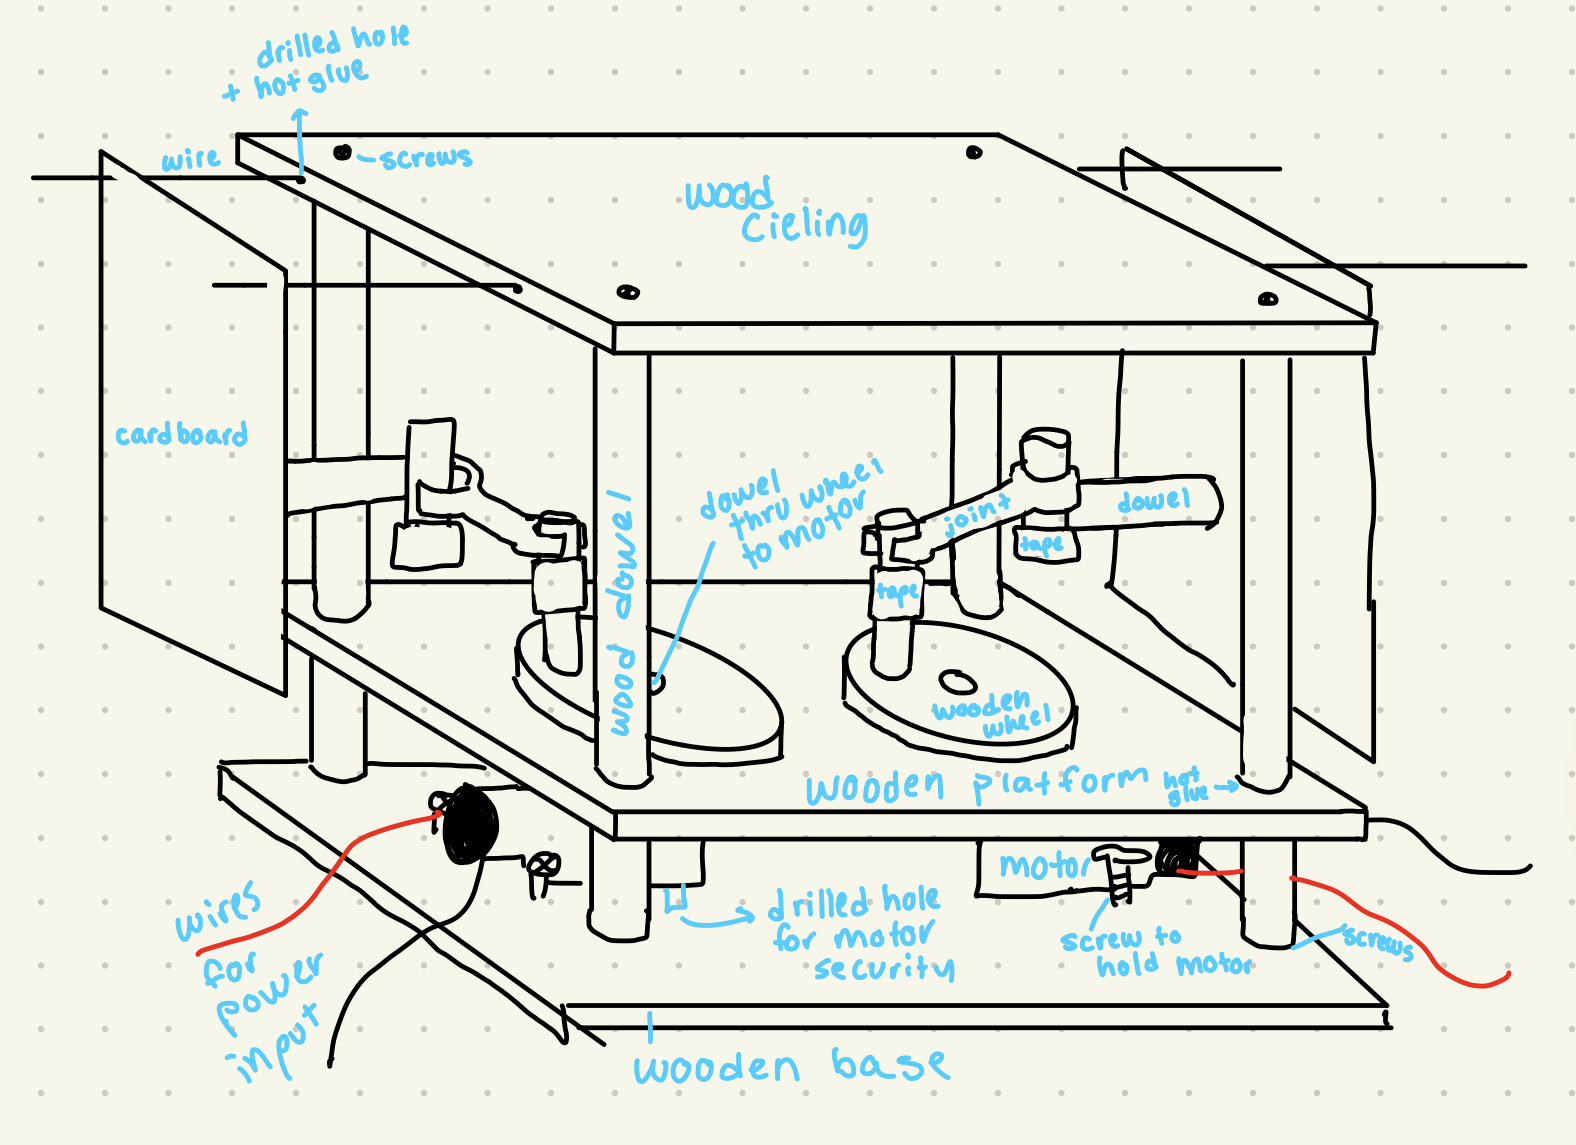 drilled hole
+ hot glue
wire
screws
wood
cieling
cardboard
dowel
thru wheel
to motor
joint
dowel
tape
tape
wood dowel
wooden
wheel
wooden platform
hot
glue
motor
wires
for
power
input
drilled hole
for motor
security
screw to
hold motor
screws
wooden base